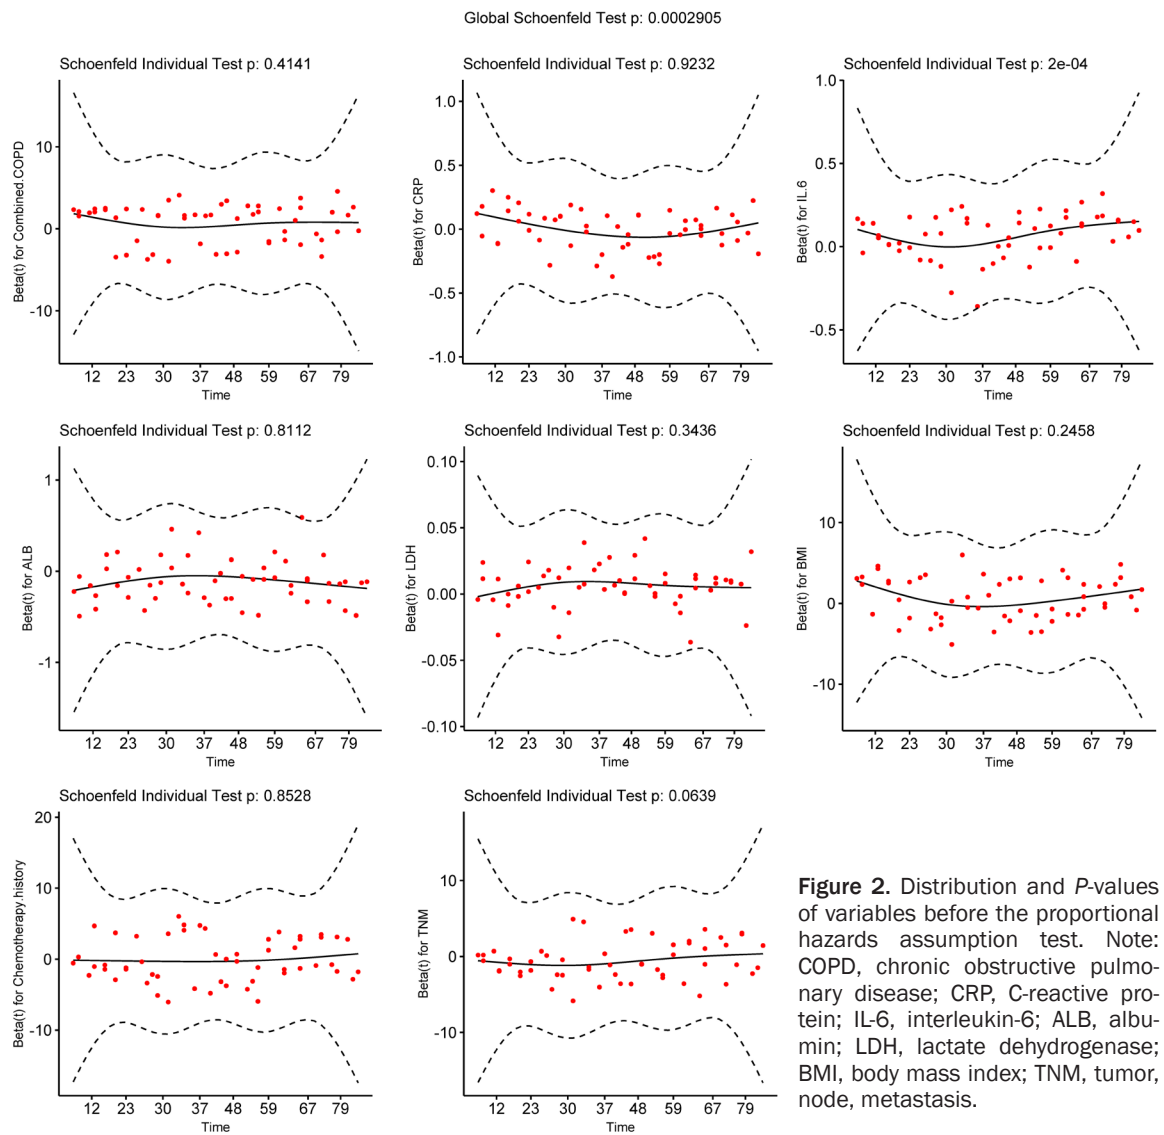 Global Schoenfeld Test p: 0.0002905
Schoenfeld Individual Test p: 0.4141
Beta(t) for Combined.COPD
10
0
-10
12 23 30 37 48 59 67 79
Time
Schoenfeld Individual Test p: 0.9232
Beta(t) for CRP
1.0
0.5
0.0
-0.5
-1.0
12 23 30 37 48 59 67 79
Time
Schoenfeld Individual Test p: 2e-04
Beta(t) for IL.6
1.0
0.5
0.0
-0.5
12 23 30 37 48 59 67 79
Time
Schoenfeld Individual Test p: 0.8112
Beta(t) for ALB
1
0
-1
12 23 30 37 48 59 67 79
Time
Schoenfeld Individual Test p: 0.3436
Beta(t) for LDH
0.10
0.05
0.00
-0.05
-0.10
12 23 30 37 48 59 67 79
Time
Schoenfeld Individual Test p: 0.2458
Beta(t) for BMI
10
0
-10
12 23 30 37 48 59 67 79
Time
Schoenfeld Individual Test p: 0.8528
Beta(t) for Chemotherapy.history
20
10
0
-10
12 23 30 37 48 59 67 79
Time
Schoenfeld Individual Test p: 0.0639
Beta(t) for TNM
10
0
-10
12 23 30 37 48 59 67 79
Time
Figure 2. Distribution and P-values
of variables before the proportional
hazards assumption test. Note:
COPD, chronic obstructive pulmo-
nary disease; CRP, C-reactive pro-
tein; IL-6, interleukin-6; ALB, albu-
min; LDH, lactate dehydrogenase;
BMI, body mass index; TNM, tumor,
node, metastasis.